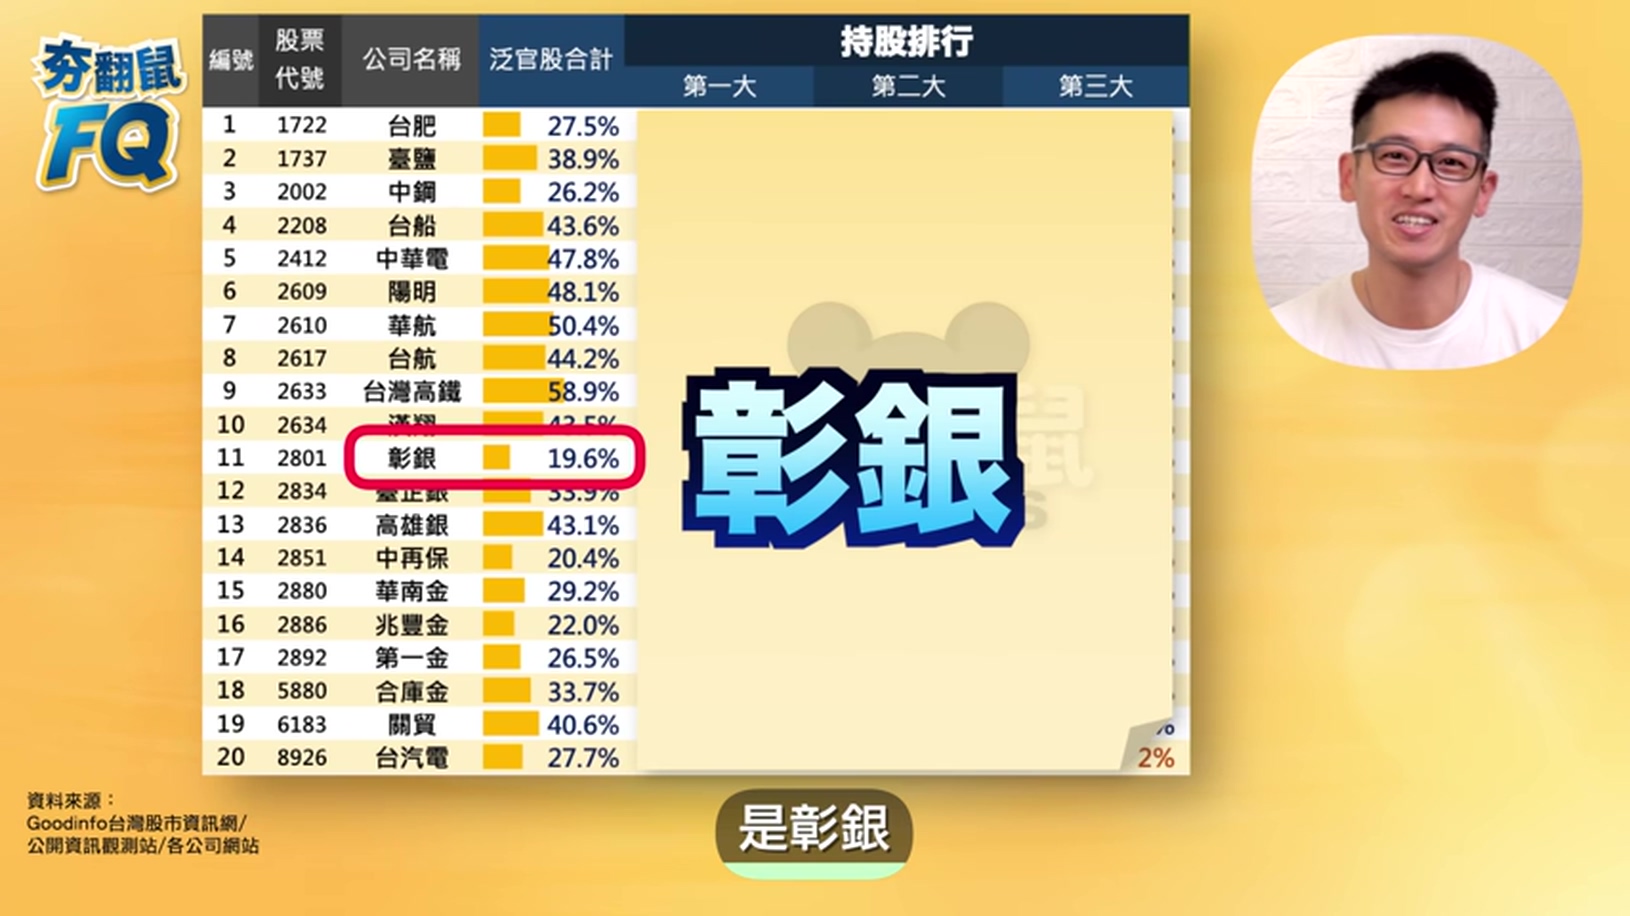 夯翻鼠
FQ
編號 股票代號 公司名稱 泛官股合計 持股排行
第一大 第二大 第三大
1 1722 台肥 27.5%
2 1737 臺鹽 38.9%
3 2002 中鋼 26.2%
4 2208 台船 43.6%
5 2412 中華電 47.8%
6 2609 陽明 48.1%
7 2610 華航 50.4%
8 2617 台航 44.2%
9 2633 台灣高鐵 58.9%
10 2634 漢翔 43.5%
11 2801 彰銀 19.6%
12 2834 臺企銀 33.9%
13 2836 高雄銀 43.1%
14 2851 中再保 20.4%
15 2880 華南金 29.2%
16 2886 兆豐金 22.0%
17 2892 第一金 26.5%
18 5880 合庫金 33.7%
19 6183 關貿 40.6%
20 8926 台汽電 27.7% 2%
彰銀
資料來源：
Goodinfo台灣股市資訊網/
公開資訊觀測站/各公司網站
是彰銀